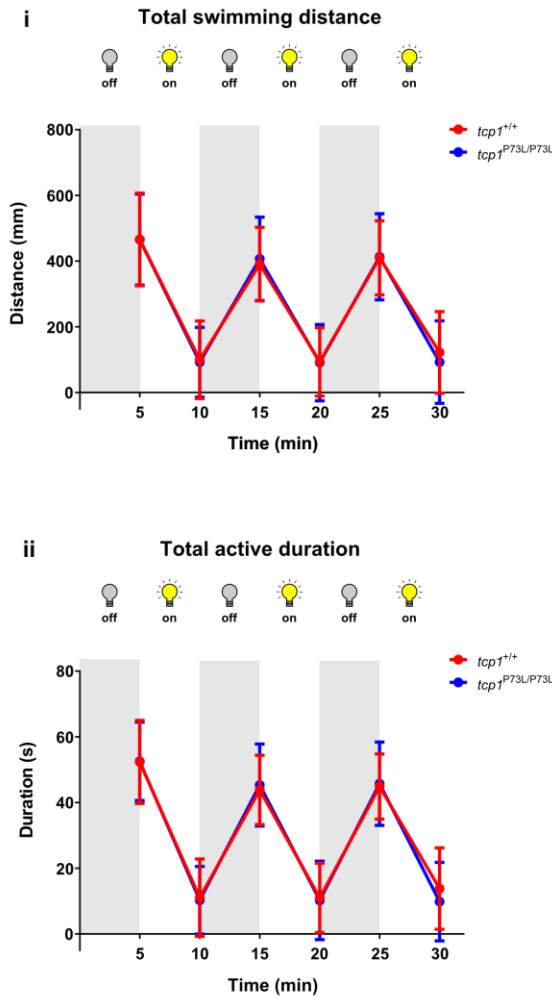 i
Total swimming distance
off on off on off on
800
600
400
200
0
Distance (mm)
5 10 15 20 25 30
Time (min)
tcp1+/+
tcp1P73L/P73L
ii
Total active duration
off on off on off on
80
60
40
20
0
Duration (s)
5 10 15 20 25 30
Time (min)
tcp1+/+
tcp1P73L/P73L